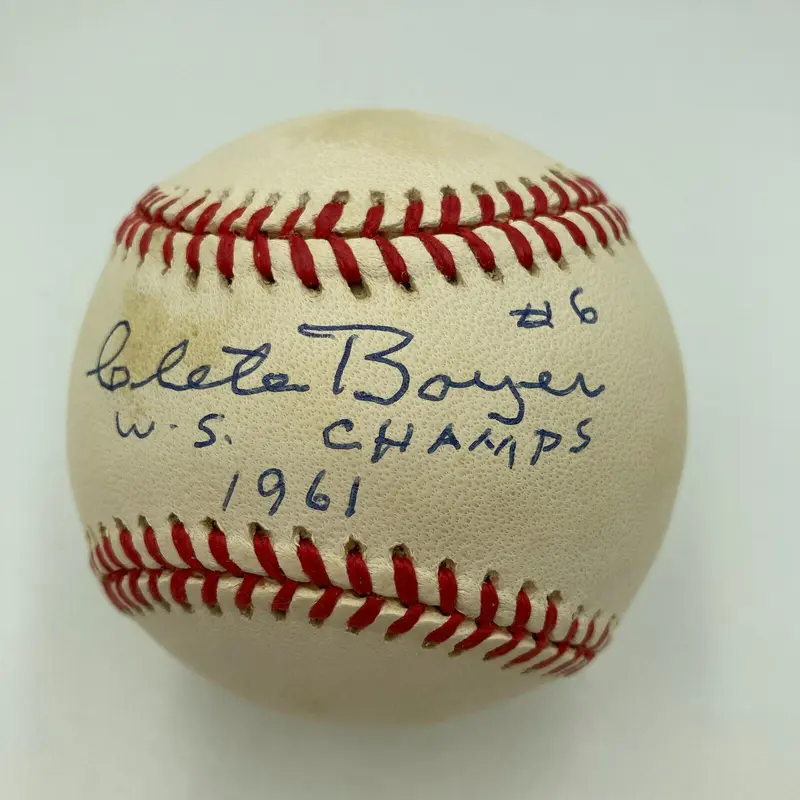 #6
Clete Boyer
W.S. CHAMPS
1961